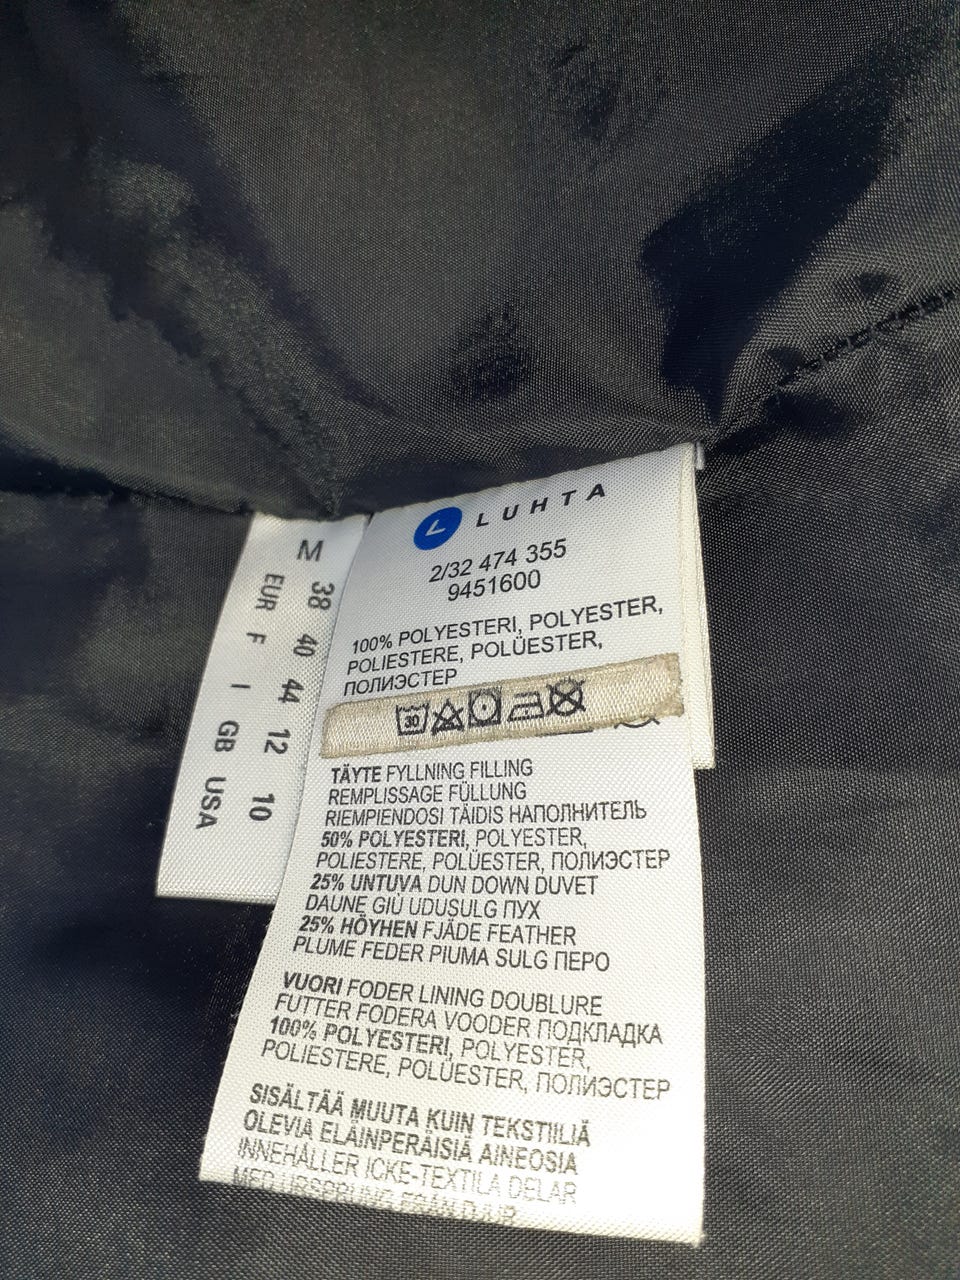 M
38 40 44 12 10
EUR F I GB USA
L LUHTA
2/32 474 355
9451600
100% POLYESTERI, POLYESTER,
POLIESTERE, POLÜESTER,
ПОЛИЭСТЕР
30
TÄYTE FYLLNING FILLING
REMPLISSAGE FÜLLUNG
RIEMPIENDOSI TÄIDIS НАПОЛНИТЕЛЬ
50% POLYESTERI, POLYESTER,
POLIESTERE, POLÜESTER, ПОЛИЭСТЕР
25% UNTUVA DUN DOWN DUVET
DAUNE GIÙ UDUSULG ПУХ
25% HÖYHEN FJÄDE FEATHER
PLUME FEDER PIUMA SULG ПЕРО
VUORI FODER LINING DOUBLURE
FUTTER FODERA VOODER ПОДКЛАДКА
100% POLYESTERI, POLYESTER,
POLIESTERE, POLÜESTER, ПОЛИЭСТЕР
SISÄLTÄÄ MUUTA KUIN TEKSTIILIÄ
OLEVIA ELÄINPERÄISIÄ AINEOSIA
INNEHÅLLER ICKE-TEXTILA DELAR
MED URSPRUNG FRÅN DJUR